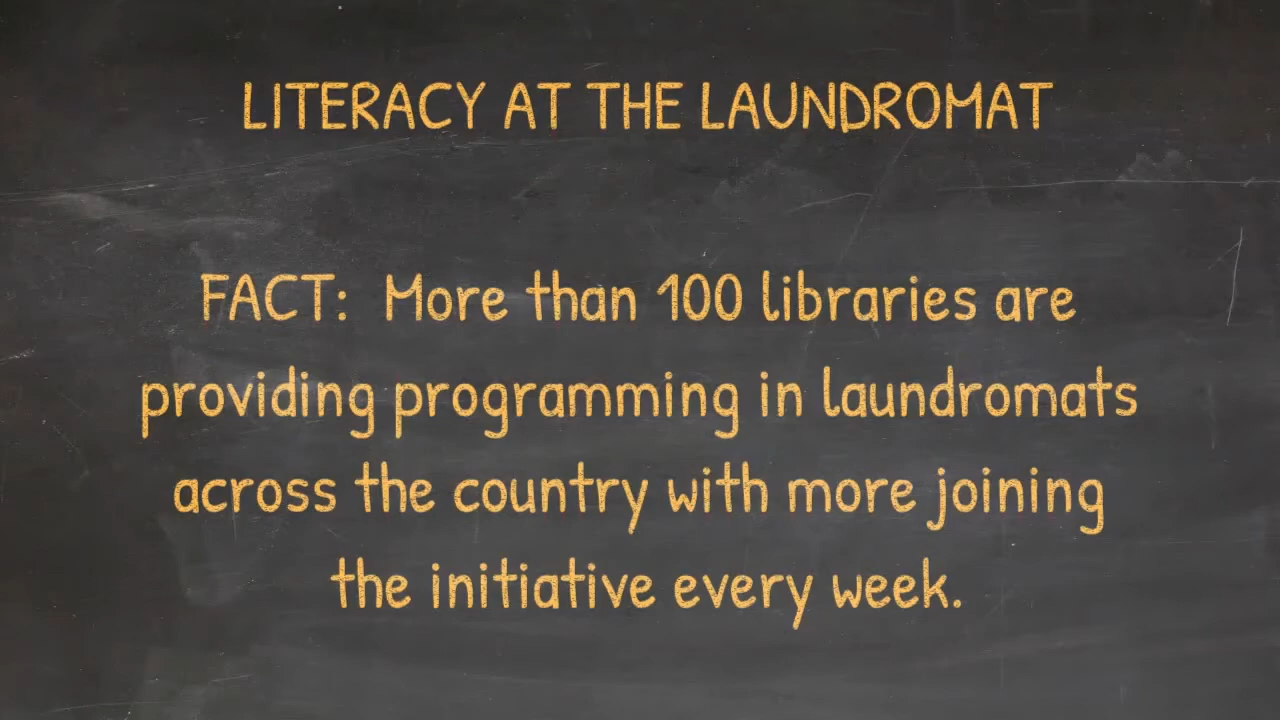 LITERACY AT THE LAUNDROMAT
FACT: More than 100 libraries are
providing programming in laundromats
across the country with more joining
the initiative every week.